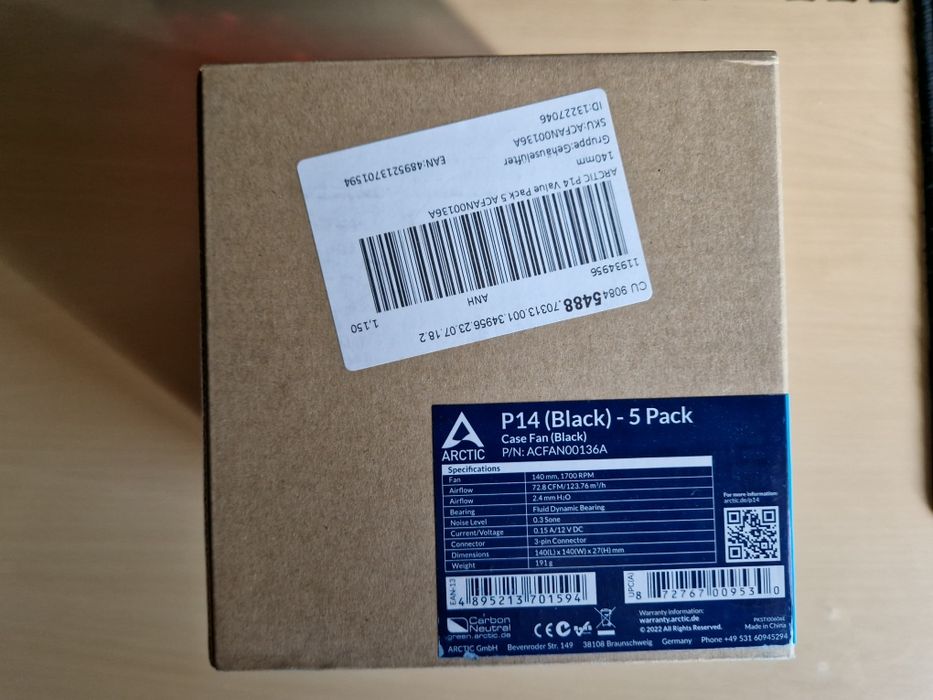 CU 90845488.70313.001.34956.23.07.18.2
11934956
ANH
1,150
ARCTIC P14 Value Pack 5 ACFAN00136A
140mm
Gruppe:Gehäuselüfter
EAN:4895213701594
SKU:ACFAN00136A
ID:13227046
ARCTIC
P14 (Black) - 5 Pack
Case Fan (Black)
P/N: ACFAN00136A
Specifications
Fan 140 mm, 1700 RPM
Airflow 72.8 CFM/123.76 m³/h
Airflow 2.4 mm H₂O
Bearing Fluid Dynamic Bearing
Noise Level 0.3 Sone
Current/Voltage 0.15 A/12 V DC
Connector 3-pin Connector
Dimensions 140(L) x 140(W) x 27(H) mm
Weight 191 g
For more information:
arctic.de/p14
EAN-13
4 895213 701594
UPC(A)
8 72767 00953 0
Carbon
Neutral
green.arctic.de
CE
Warranty information:
warranty.arctic.de
© 2022 All Rights Reserved.
Made in China
ARCTIC GmbH Bevenroder Str. 149 38108 Braunschweig Germany Phone +49 531 60945294